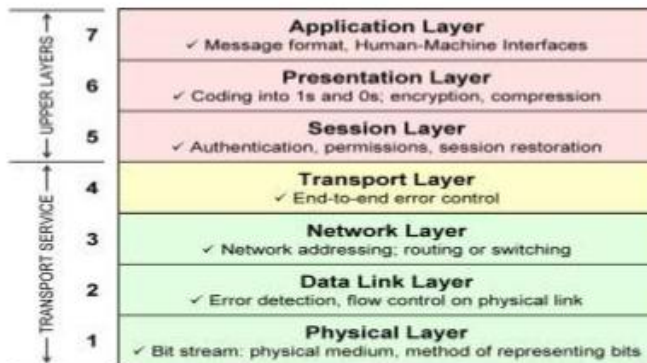 UPPER LAYERS
7
Application Layer
✓ Message format, Human-Machine Interfaces
6
Presentation Layer
✓ Coding into 1s and 0s; encryption, compression
5
Session Layer
✓ Authentication, permissions, session restoration
TRANSPORT SERVICE
4
Transport Layer
✓ End-to-end error control
3
Network Layer
✓ Network addressing; routing or switching
2
Data Link Layer
✓ Error detection, flow control on physical link
1
Physical Layer
✓ Bit stream: physical medium, method of representing bits